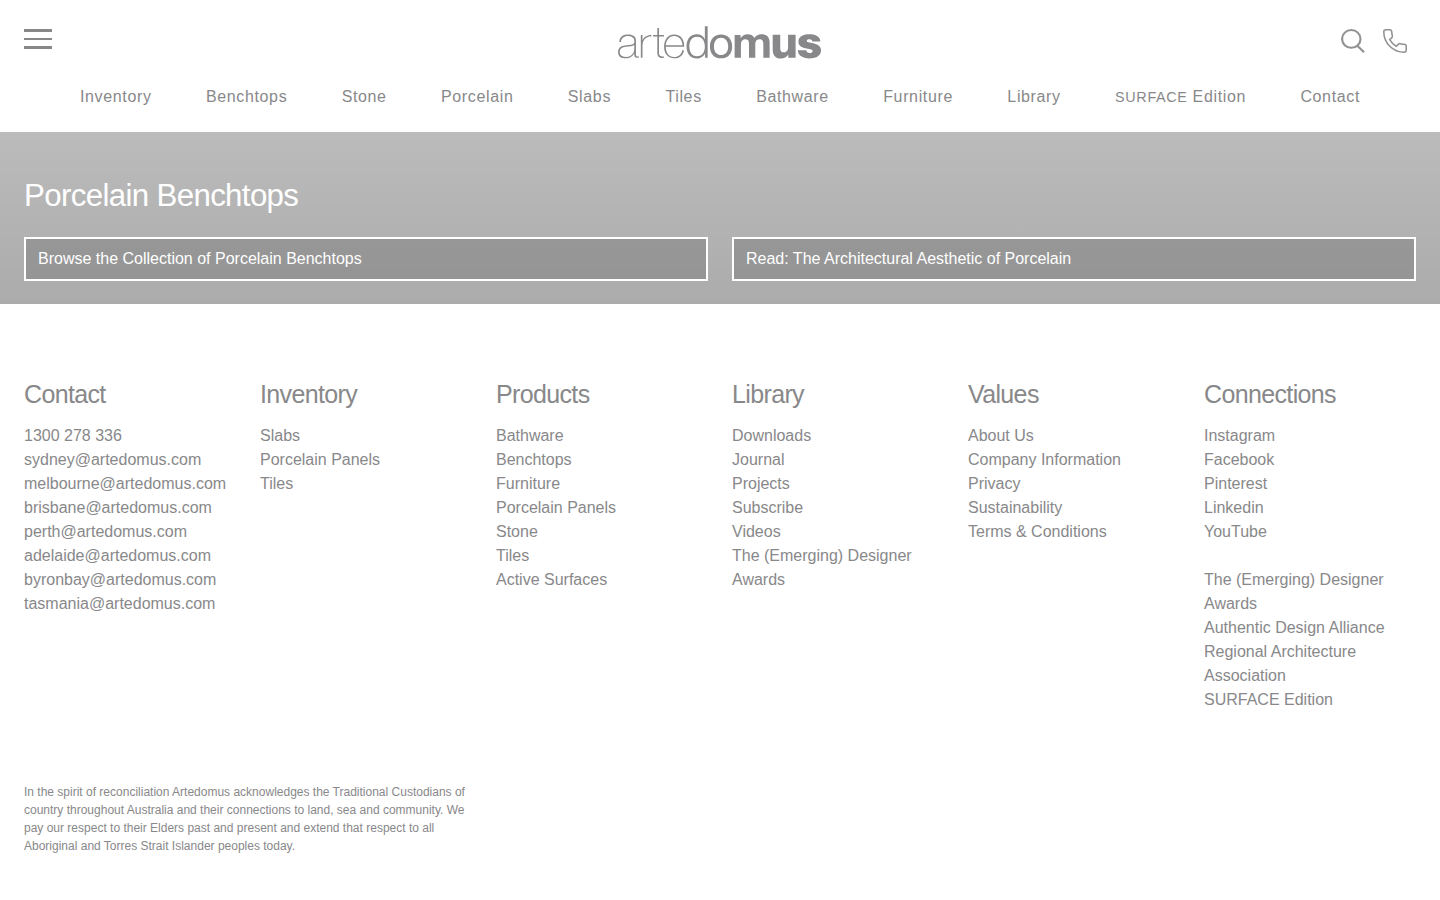 artedomus
Inventory Benchtops Stone Porcelain Slabs Tiles Bathware Furniture Library SURFACE Edition Contact
Porcelain Benchtops
Browse the Collection of Porcelain Benchtops
Read: The Architectural Aesthetic of Porcelain
Contact
1300 278 336
sydney@artedomus.com
melbourne@artedomus.com
brisbane@artedomus.com
perth@artedomus.com
adelaide@artedomus.com
byronbay@artedomus.com
tasmania@artedomus.com
Inventory
Slabs
Porcelain Panels
Tiles
Products
Bathware
Benchtops
Furniture
Porcelain Panels
Stone
Tiles
Active Surfaces
Library
Downloads
Journal
Projects
Subscribe
Videos
The (Emerging) Designer
Awards
Values
About Us
Company Information
Privacy
Sustainability
Terms & Conditions
Connections
Instagram
Facebook
Pinterest
Linkedin
YouTube
The (Emerging) Designer
Awards
Authentic Design Alliance
Regional Architecture
Association
SURFACE Edition
In the spirit of reconciliation Artedomus acknowledges the Traditional Custodians of
country throughout Australia and their connections to land, sea and community. We
pay our respect to their Elders past and present and extend that respect to all
Aboriginal and Torres Strait Islander peoples today.